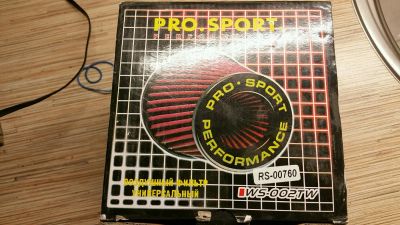 PRO.SPORT
PRO·SPORT
PERFORMANCE
RS-00760
ВОЗДУШНЫЙ ФИЛЬТР
УНИВЕРСАЛЬНЫЙ
WS-002TW